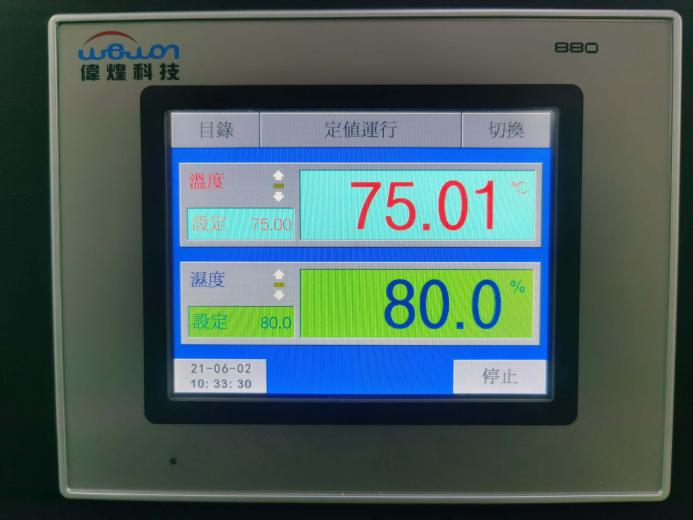 wewon
偉煌科技
880
目錄 定值運行 切換
溫度
75.01 ℃
設定 75.00
濕度
80.0 %
設定 80.0
21-06-02
10:33:30
停止